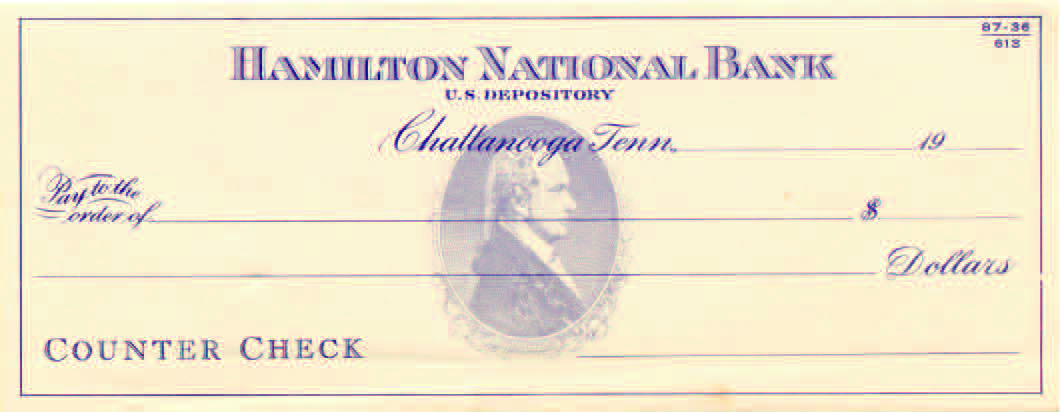 87-36
613
HAMILTON NATIONAL BANK
U.S. DEPOSITORY
Chattanooga Tenn. 19
Pay to the
order of $
Dollars
COUNTER CHECK